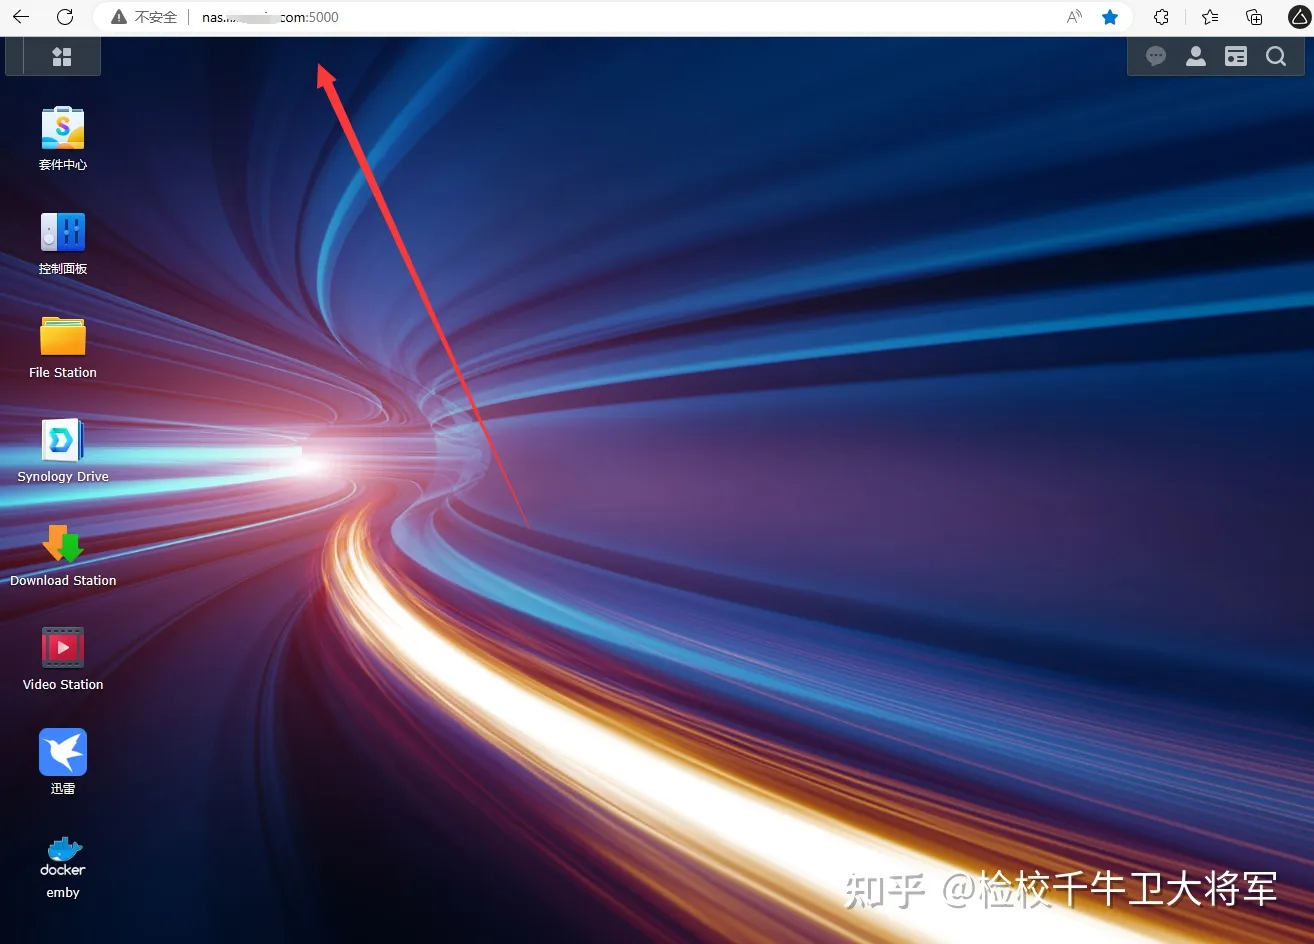 不安全
nas. com:5000
套件中心
控制面板
File Station
Synology Drive
Download Station
Video Station
迅雷
docker
emby
知乎 @检校千牛卫大将军